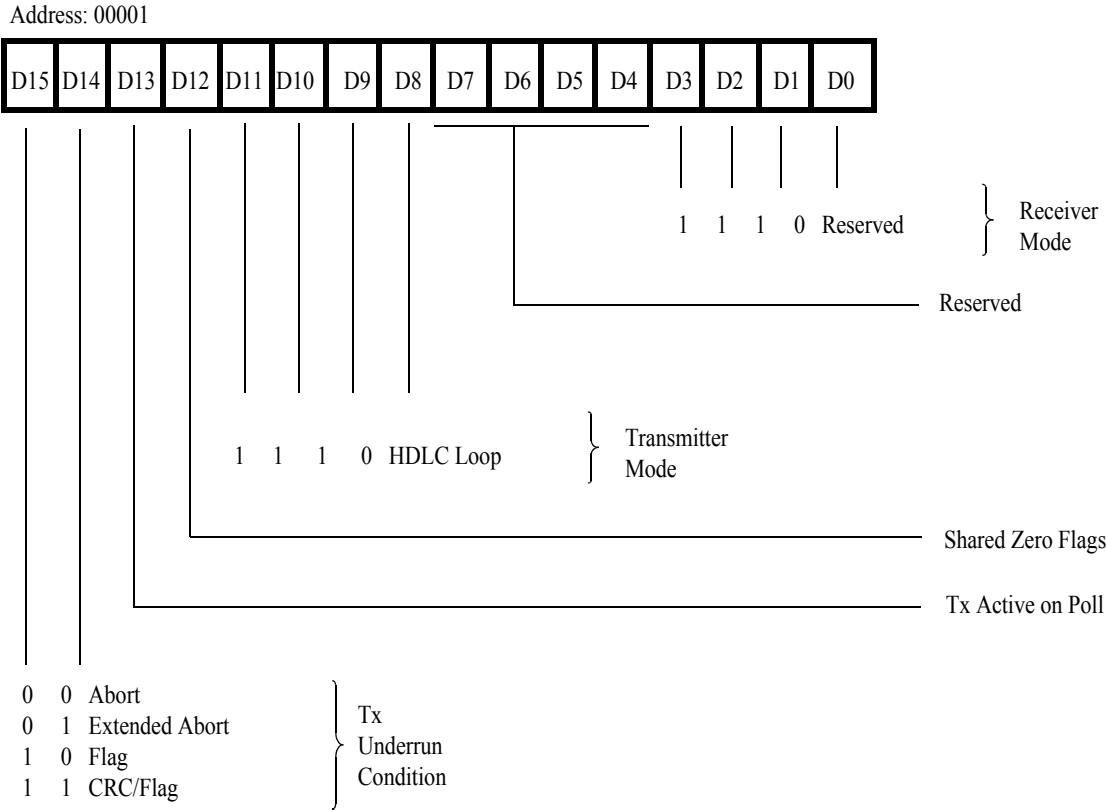 Address: 00001
D15 D14 D13 D12 D11 D10 D9 D8 D7 D6 D5 D4 D3 D2 D1 D0
1 1 1 0 Reserved
Receiver
Mode
Reserved
1 1 1 0 HDLC Loop
Transmitter
Mode
Shared Zero Flags
Tx Active on Poll
0 0 Abort
0 1 Extended Abort
1 0 Flag
1 1 CRC/Flag
Tx
Underrun
Condition